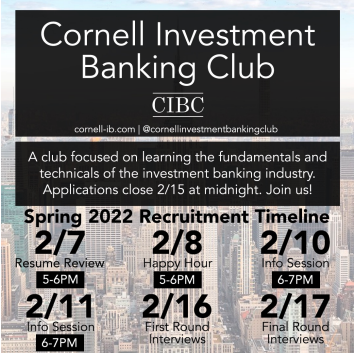 Cornell Investment
Banking Club
CIBC
cornell-ib.com | @cornellinvestmentbankingclub
A club focused on learning the fundamentals and
technicals of the investment banking industry.
Applications close 2/15 at midnight. Join us!
Spring 2022 Recruitment Timeline
2/7 2/8 2/10
Resume Review Happy Hour Info Session
5-6PM 5-6PM 6-7PM
2/11 2/16 2/17
Info Session First Round Final Round
6-7PM Interviews Interviews